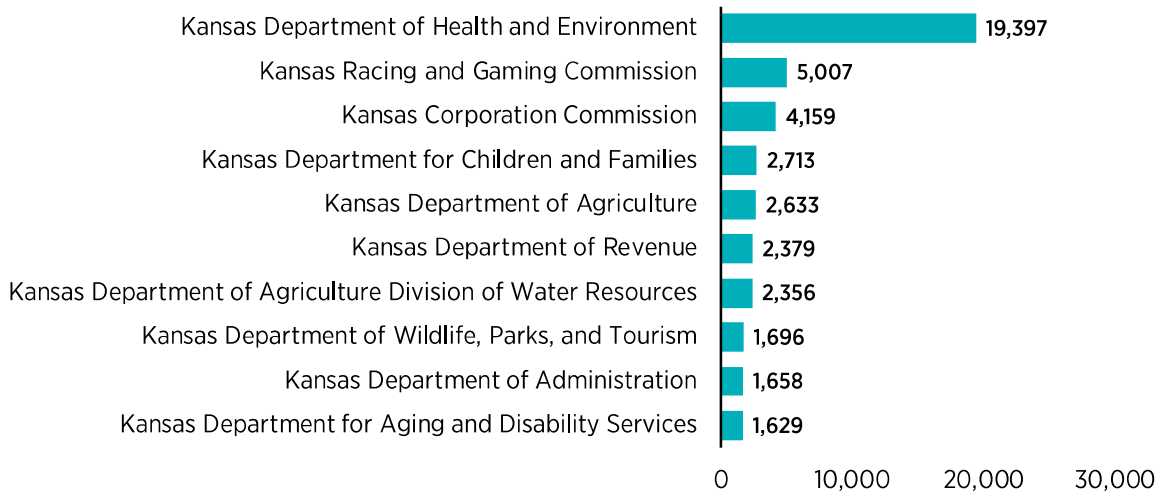 Kansas Department of Health and Environment 19,397
Kansas Racing and Gaming Commission 5,007
Kansas Corporation Commission 4,159
Kansas Department for Children and Families 2,713
Kansas Department of Agriculture 2,633
Kansas Department of Revenue 2,379
Kansas Department of Agriculture Division of Water Resources 2,356
Kansas Department of Wildlife, Parks, and Tourism 1,696
Kansas Department of Administration 1,658
Kansas Department for Aging and Disability Services 1,629
0 10,000 20,000 30,000